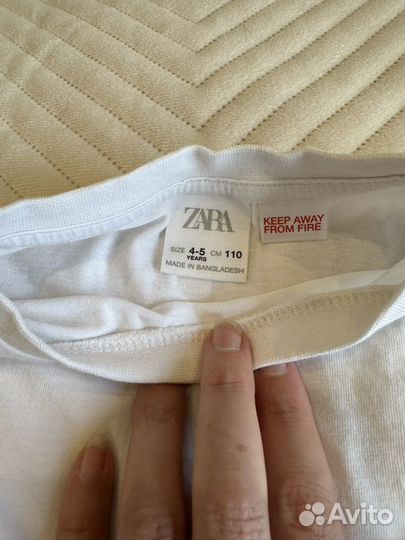 ZARA
SIZE 4-5 CM 110
YEARS
MADE IN BANGLADESH
KEEP AWAY
FROM FIRE
Avito